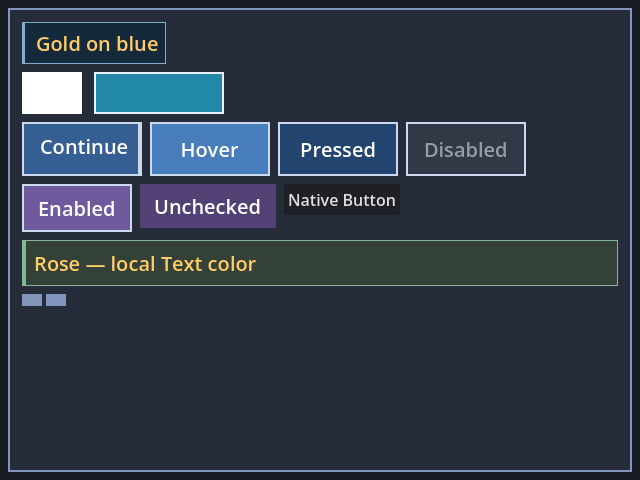 Gold on blue
Continue Hover Pressed Disabled
Enabled Unchecked Native Button
Rose — local Text color